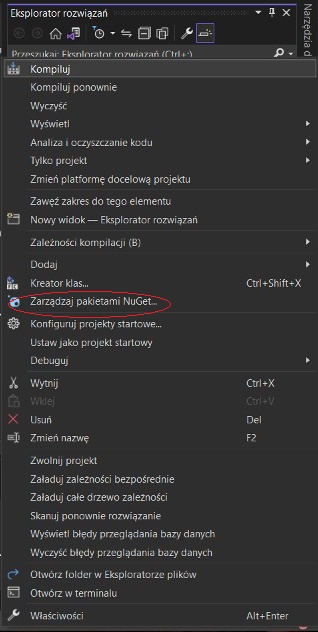 Eksplorator rozwiązań
Przeszukaj: Eksplorator rozwiązań (Ctrl+;)
Narzędzia d
Kompiluj
Kompiluj ponownie
Wyczyść
Wyświetl
Analiza i oczyszczanie kodu
Tylko projekt
Zmień platformę docelową projektu
Zawęź zakres do tego elementu
Nowy widok — Eksplorator rozwiązań
Zależności kompilacji (B)
Dodaj
Kreator klas... Ctrl+Shift+X
Zarządzaj pakietami NuGet...
Konfiguruj projekty startowe...
Ustaw jako projekt startowy
Debuguj
Wytnij Ctrl+X
Wklej Ctrl+V
Usuń Del
Zmień nazwę F2
Zwolnij projekt
Załaduj zależności bezpośrednie
Załaduj całe drzewo zależności
Skanuj ponownie rozwiązanie
Wyświetl błędy przeglądania bazy danych
Wyczyść błędy przeglądania bazy danych
Otwórz folder w Eksploratorze plików
Otwórz w terminalu
Właściwości Alt+Enter